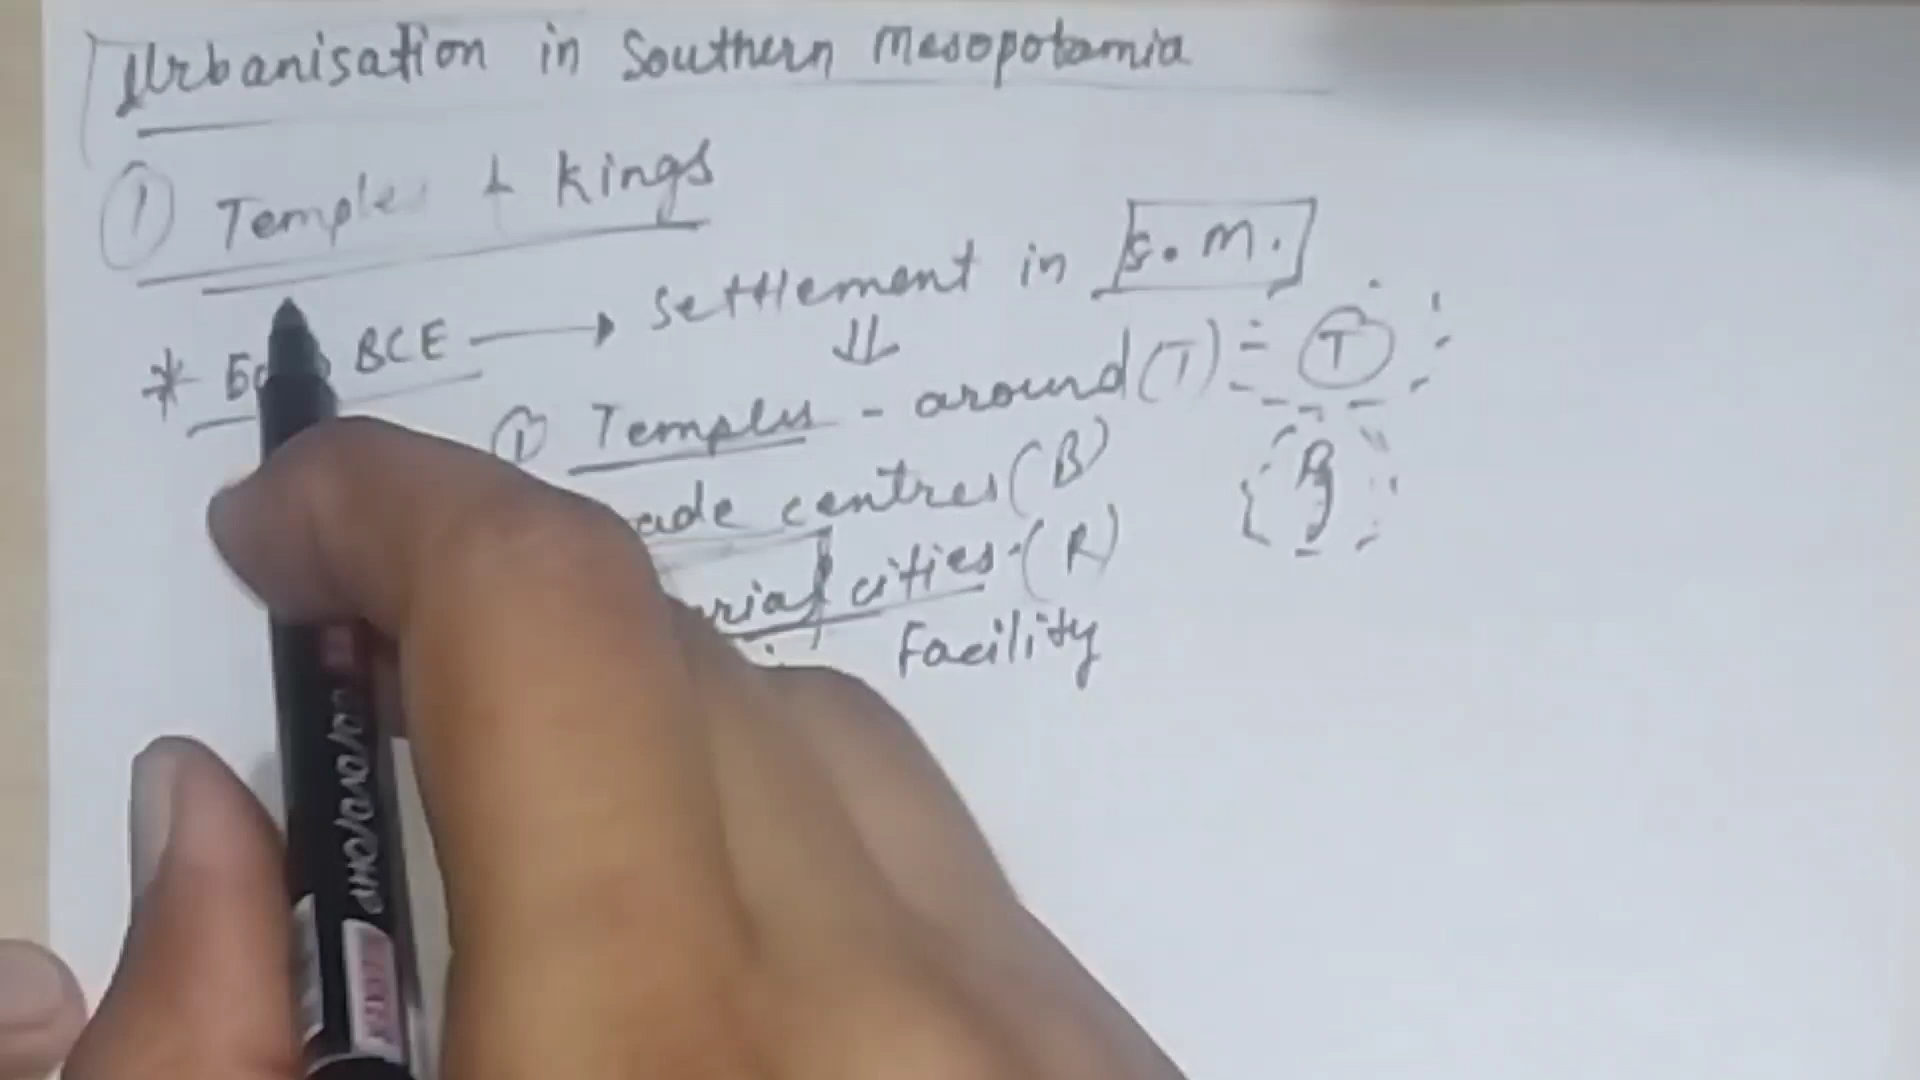 Urbanisation in Southern Mesopotamia
① Temples + Kings
* BCE → Settlement in S.M.
⇓
① Temples - around (T) = T
centres (B)
cities. (R)
Facility